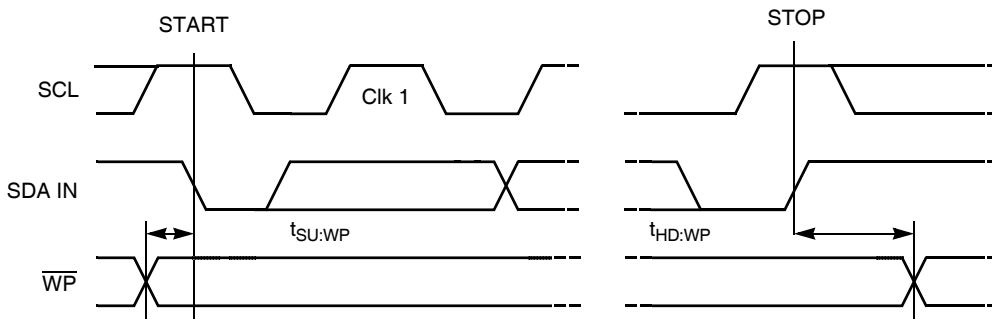 START
STOP
SCL
Clk 1
SDA IN
tSU:WP
tHD:WP
WP